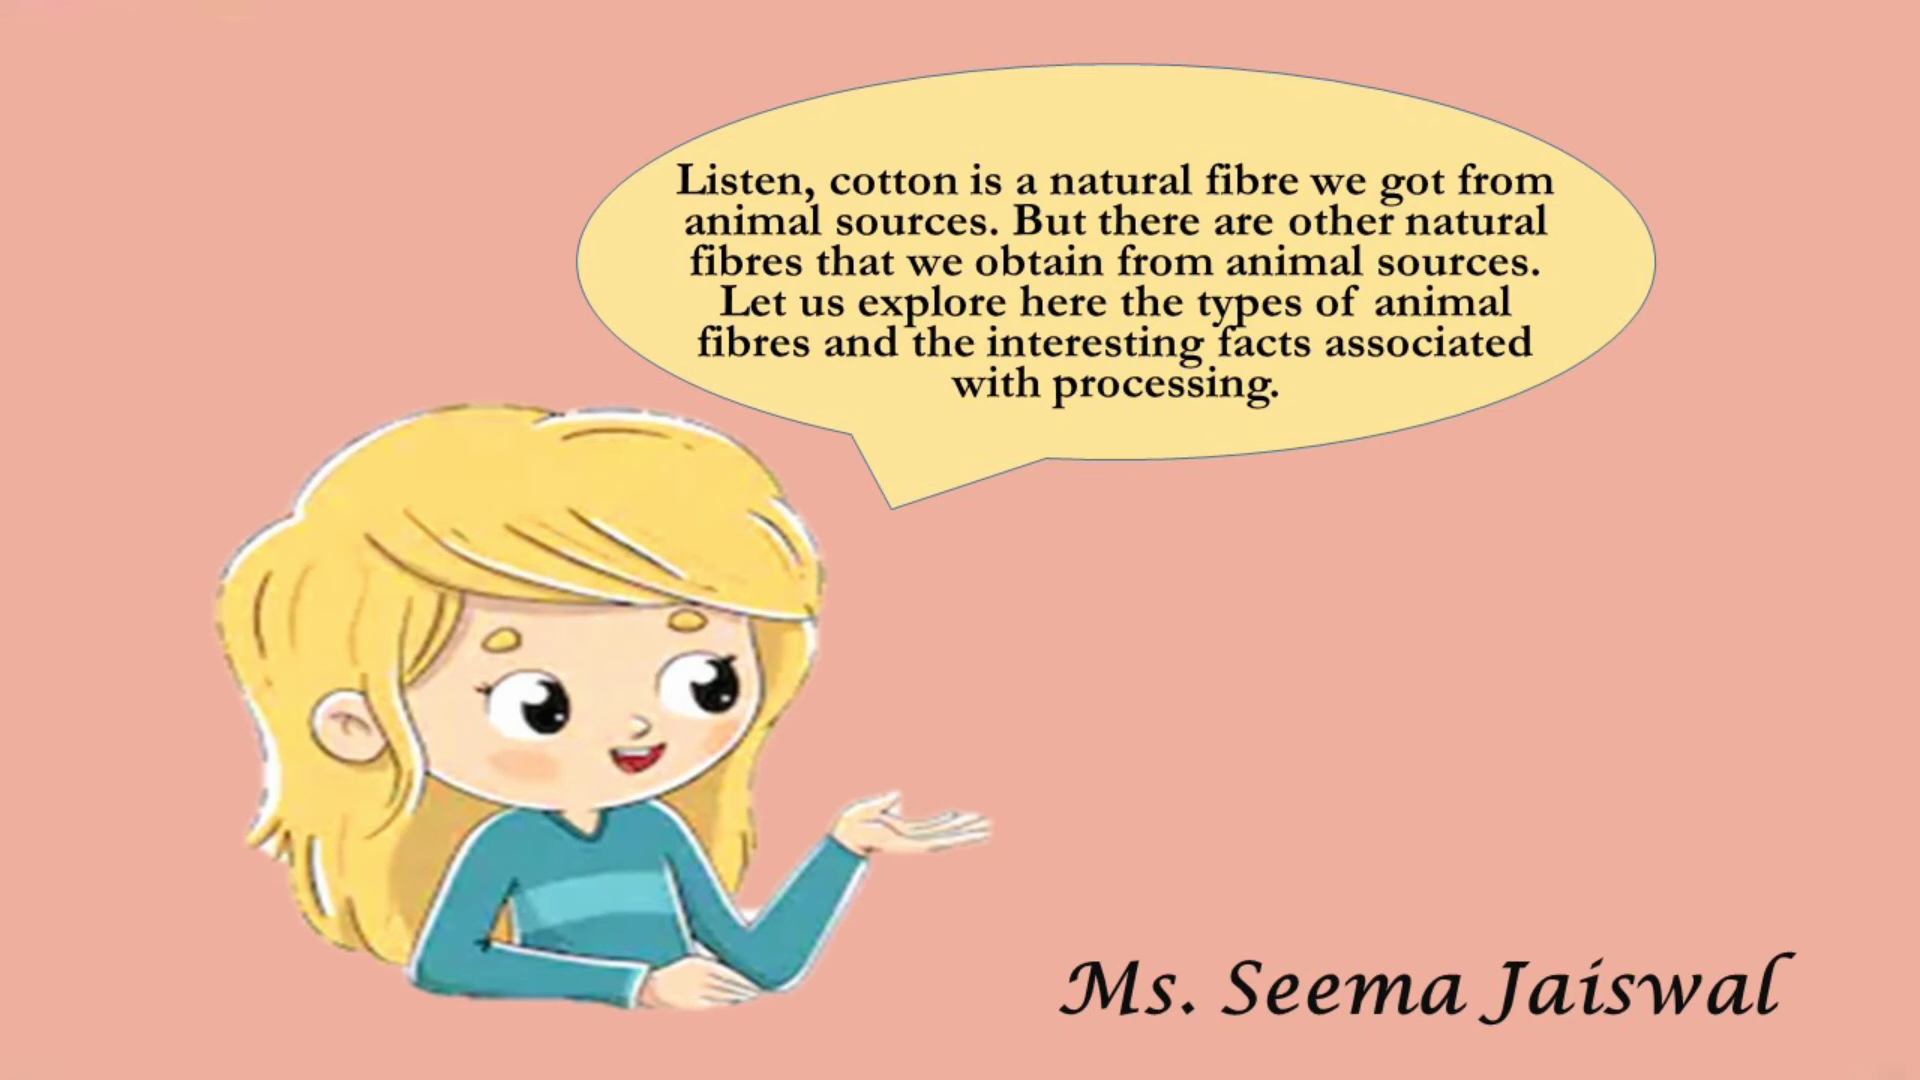 Listen, cotton is a natural fibre we got from
animal sources. But there are other natural
fibres that we obtain from animal sources.
Let us explore here the types of animal
fibres and the interesting facts associated
with processing.
Ms. Seema Jaiswal